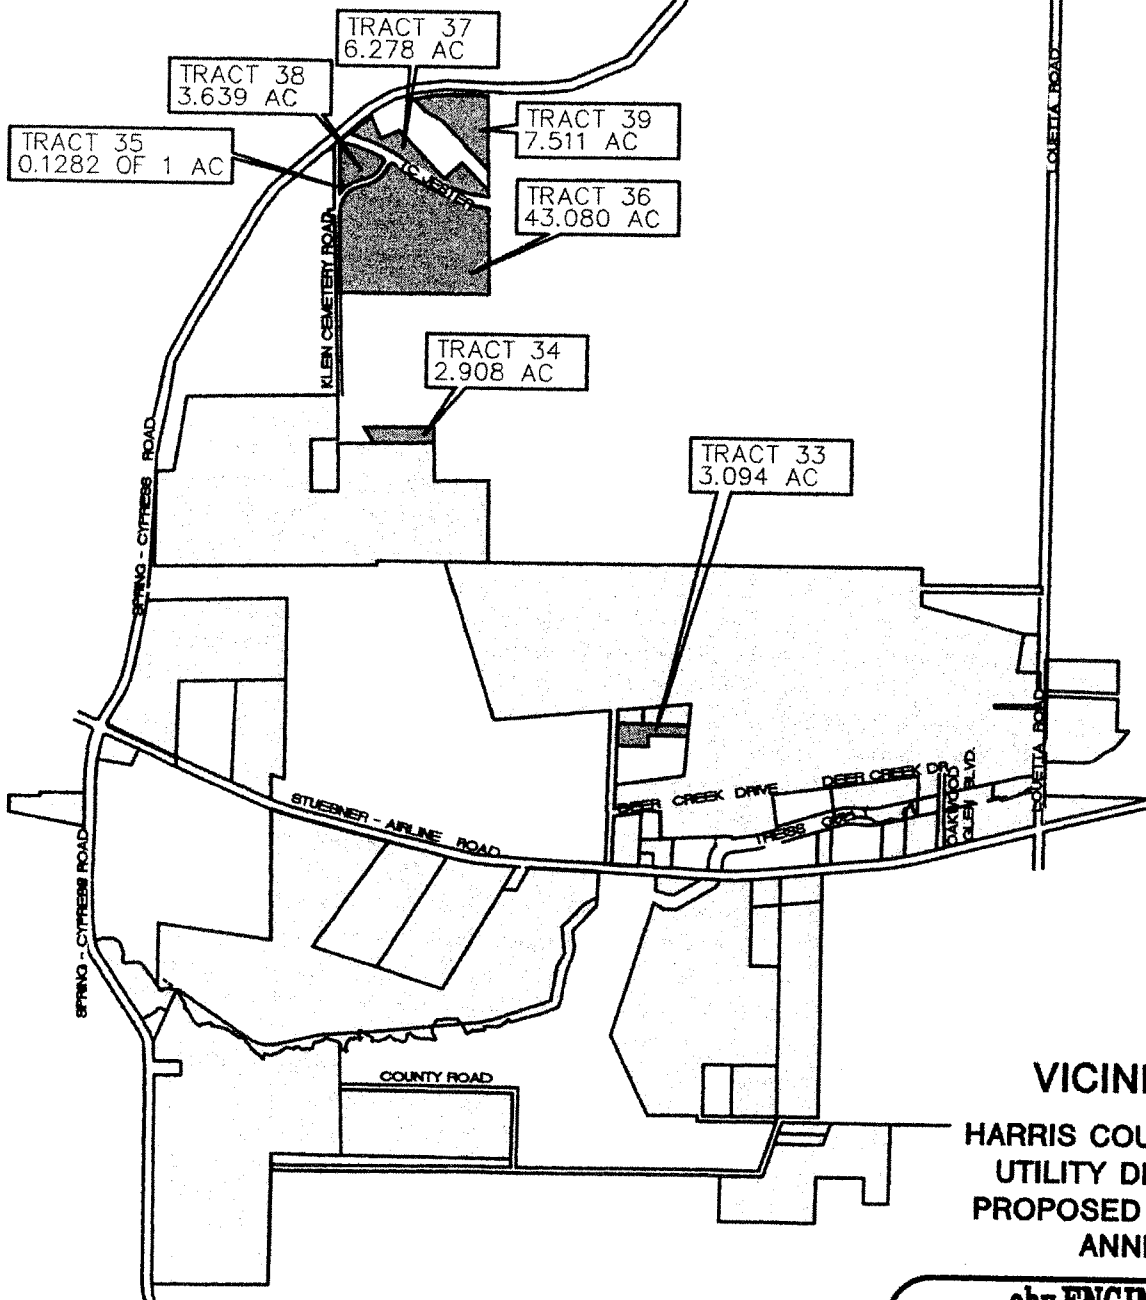 TRACT 37
6.278 AC
TRACT 38
3.639 AC
TRACT 39
7.511 AC
TRACT 35
0.1282 OF 1 AC
TRACT 36
43.080 AC
TC JESTER
LOUETTA ROAD
KLEIN CEMETERY ROAD
TRACT 34
2.908 AC
TRACT 33
3.094 AC
SPRING - CYPRESS ROAD
LOUETTA ROAD
DEER CREEK DRIVE
DEER CREEK DR.
OAKWOOD
GLEN BLVD.
STUEBNER - AIRLINE ROAD
SPRING - CYPRESS ROAD
COUNTY ROAD
VICINI
HARRIS COU
UTILITY DI
PROPOSED
ANN